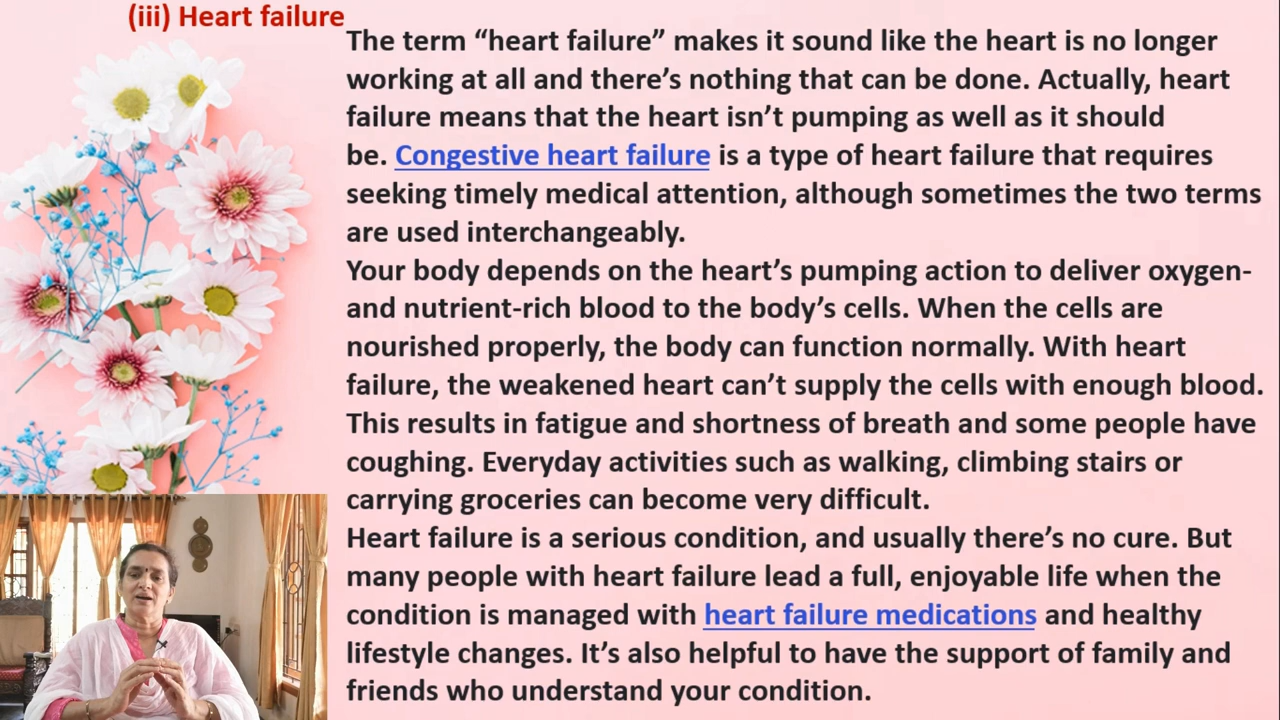 (iii) Heart failure
The term “heart failure” makes it sound like the heart is no longer
working at all and there’s nothing that can be done. Actually, heart
failure means that the heart isn’t pumping as well as it should
be. Congestive heart failure is a type of heart failure that requires
seeking timely medical attention, although sometimes the two terms
are used interchangeably.
Your body depends on the heart’s pumping action to deliver oxygen-
and nutrient-rich blood to the body’s cells. When the cells are
nourished properly, the body can function normally. With heart
failure, the weakened heart can’t supply the cells with enough blood.
This results in fatigue and shortness of breath and some people have
coughing. Everyday activities such as walking, climbing stairs or
carrying groceries can become very difficult.
Heart failure is a serious condition, and usually there’s no cure. But
many people with heart failure lead a full, enjoyable life when the
condition is managed with heart failure medications and healthy
lifestyle changes. It’s also helpful to have the support of family and
friends who understand your condition.